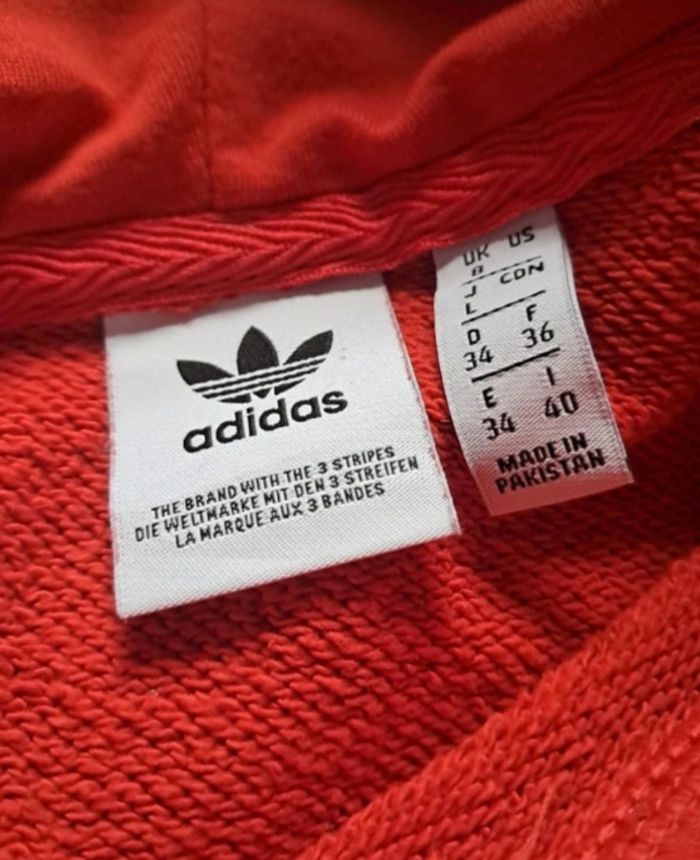 adidas
THE BRAND WITH THE 3 STRIPES
DIE WELTMARKE MIT DEN 3 STREIFEN
LA MARQUE AUX 3 BANDES
UK US
8
J CDN
L
D F
34 36
E I
34 40
MADE IN
PAKISTAN